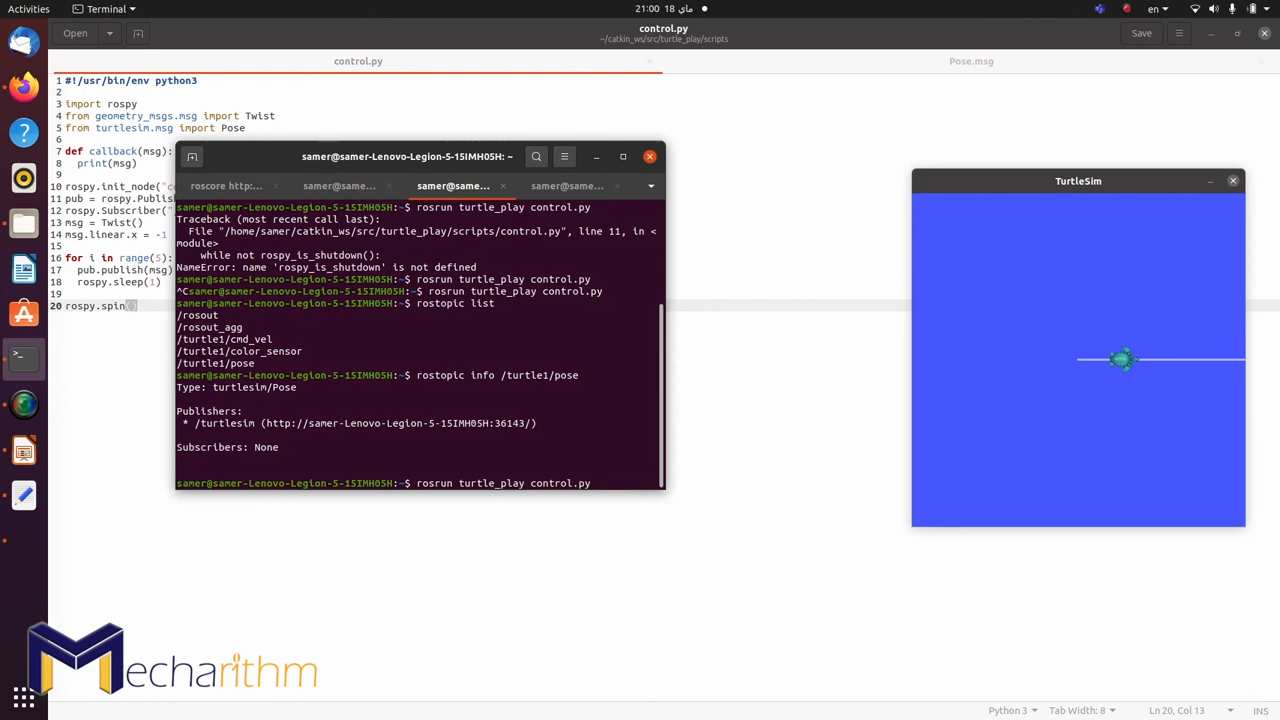 Activities
Terminal
21:00 18 ماي
en
Open
control.py
~/catkin_ws/src/turtle_play/scripts
Save
control.py
Pose.msg
1 #!/usr/bin/env python3
2
3 import rospy
4 from geometry_msgs.msg import Twist
5 from turtlesim.msg import Pose
6
7 def callback(msg):
8 print(msg)
9
10 rospy.init_node("c
11 pub = rospy.Publish
12 rospy.Subscriber("
13 msg = Twist()
14 msg.linear.x = -1
15
16 for i in range(5):
17 pub.publish(msg)
18 rospy.sleep(1)
19
20 rospy.spin()
samer@samer-Lenovo-Legion-5-15IMH05H: ~
roscore http:...
samer@same...
samer@same...
samer@same...
samer@samer-Lenovo-Legion-5-15IMH05H:~$ rosrun turtle_play control.py
Traceback (most recent call last):
File "/home/samer/catkin_ws/src/turtle_play/scripts/control.py", line 11, in <
module>
while not rospy_is_shutdown():
NameError: name 'rospy_is_shutdown' is not defined
samer@samer-Lenovo-Legion-5-15IMH05H:~$ rosrun turtle_play control.py
^Csamer@samer-Lenovo-Legion-5-15IMH05H:~$ rosrun turtle_play control.py
samer@samer-Lenovo-Legion-5-15IMH05H:~$ rostopic list
/rosout
/rosout_agg
/turtle1/cmd_vel
/turtle1/color_sensor
/turtle1/pose
samer@samer-Lenovo-Legion-5-15IMH05H:~$ rostopic info /turtle1/pose
Type: turtlesim/Pose
Publishers:
* /turtlesim (http://samer-Lenovo-Legion-5-15IMH05H:36143/)
Subscribers: None
samer@samer-Lenovo-Legion-5-15IMH05H:~$ rosrun turtle_play control.py
TurtleSim
Mecharithm
Python 3
Tab Width: 8
Ln 20, Col 13
INS